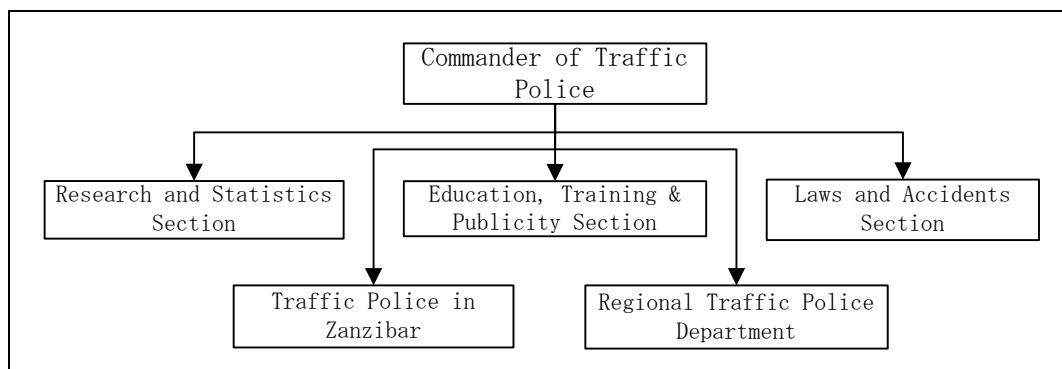 Commander of Traffic
Police
Research and Statistics
Section
Education, Training &
Publicity Section
Laws and Accidents
Section
Traffic Police in
Zanzibar
Regional Traffic Police
Department